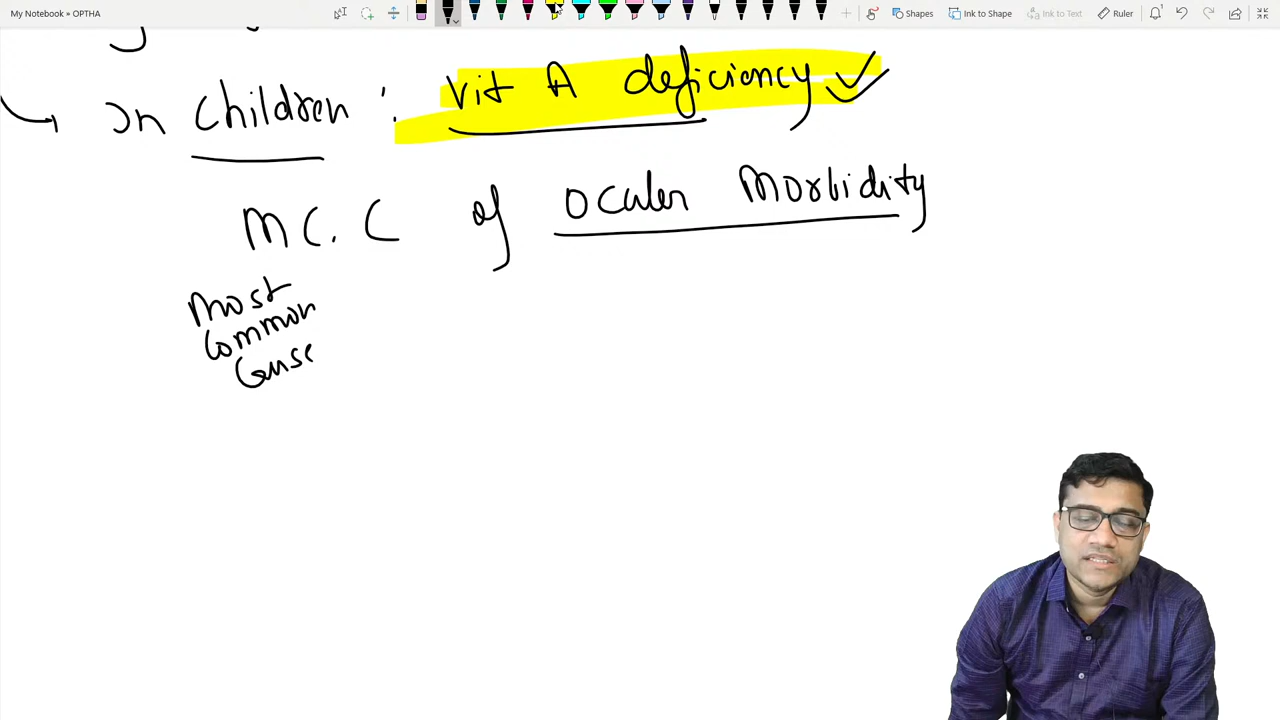 My Notebook » OPTHA
Shapes
Ink to Shape
Ink to Text
Ruler
In children : Vit A deficiency
M C. C of Ocular Morbidity
Most
Common
Cause